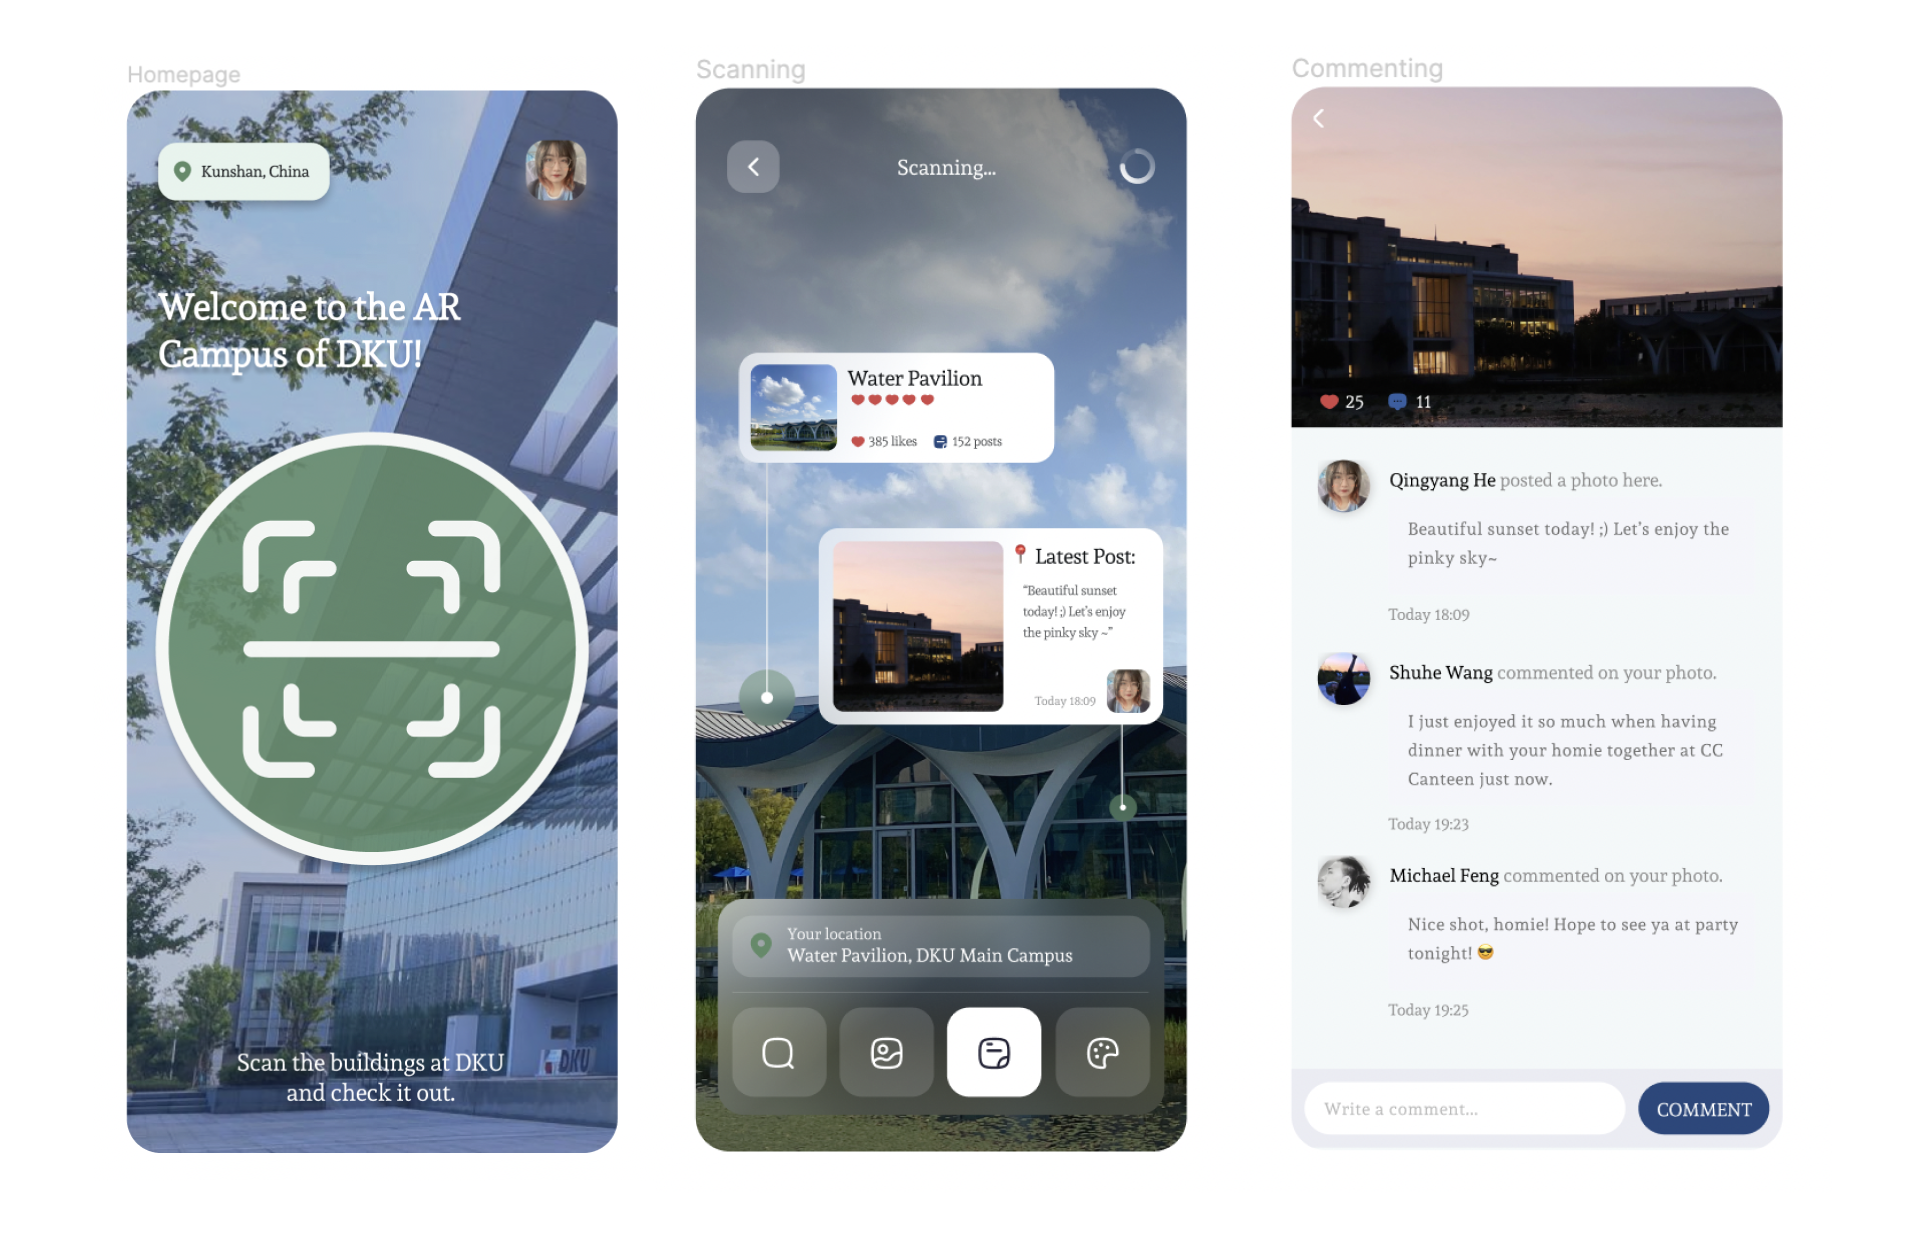 Homepage
Kunshan, China
Welcome to the AR
Campus of DKU!
DKU
Scan the buildings at DKU
and check it out.
Scanning
Scanning...
Water Pavilion
385 likes
152 posts
Latest Post:
“Beautiful sunset
today! ;) Let’s enjoy
the pinky sky ~”
Today 18:09
Your location
Water Pavilion, DKU Main Campus
Commenting
25
11
Qingyang He posted a photo here.
Beautiful sunset today! ;) Let’s enjoy the
pinky sky~
Today 18:09
Shuhe Wang commented on your photo.
I just enjoyed it so much when having
dinner with your homie together at CC
Canteen just now.
Today 19:23
Michael Feng commented on your photo.
Nice shot, homie! Hope to see ya at party
tonight! 😎
Today 19:25
Write a comment...
COMMENT